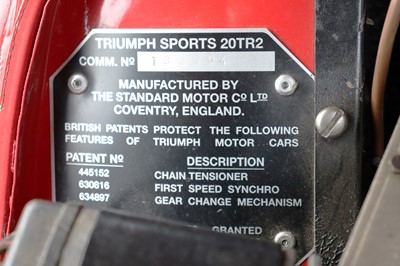 TRIUMPH SPORTS 20TR2
COMM. Nº
MANUFACTURED BY
THE STANDARD MOTOR Cº LTD
COVENTRY, ENGLAND.
BRITISH PATENTS PROTECT THE FOLLOWING
FEATURES OF TRIUMPH MOTOR CARS
PATENT Nº DESCRIPTION
445152 CHAIN TENSIONER
630616 FIRST SPEED SYNCHRO
634897 GEAR CHANGE MECHANISM
GRANTED